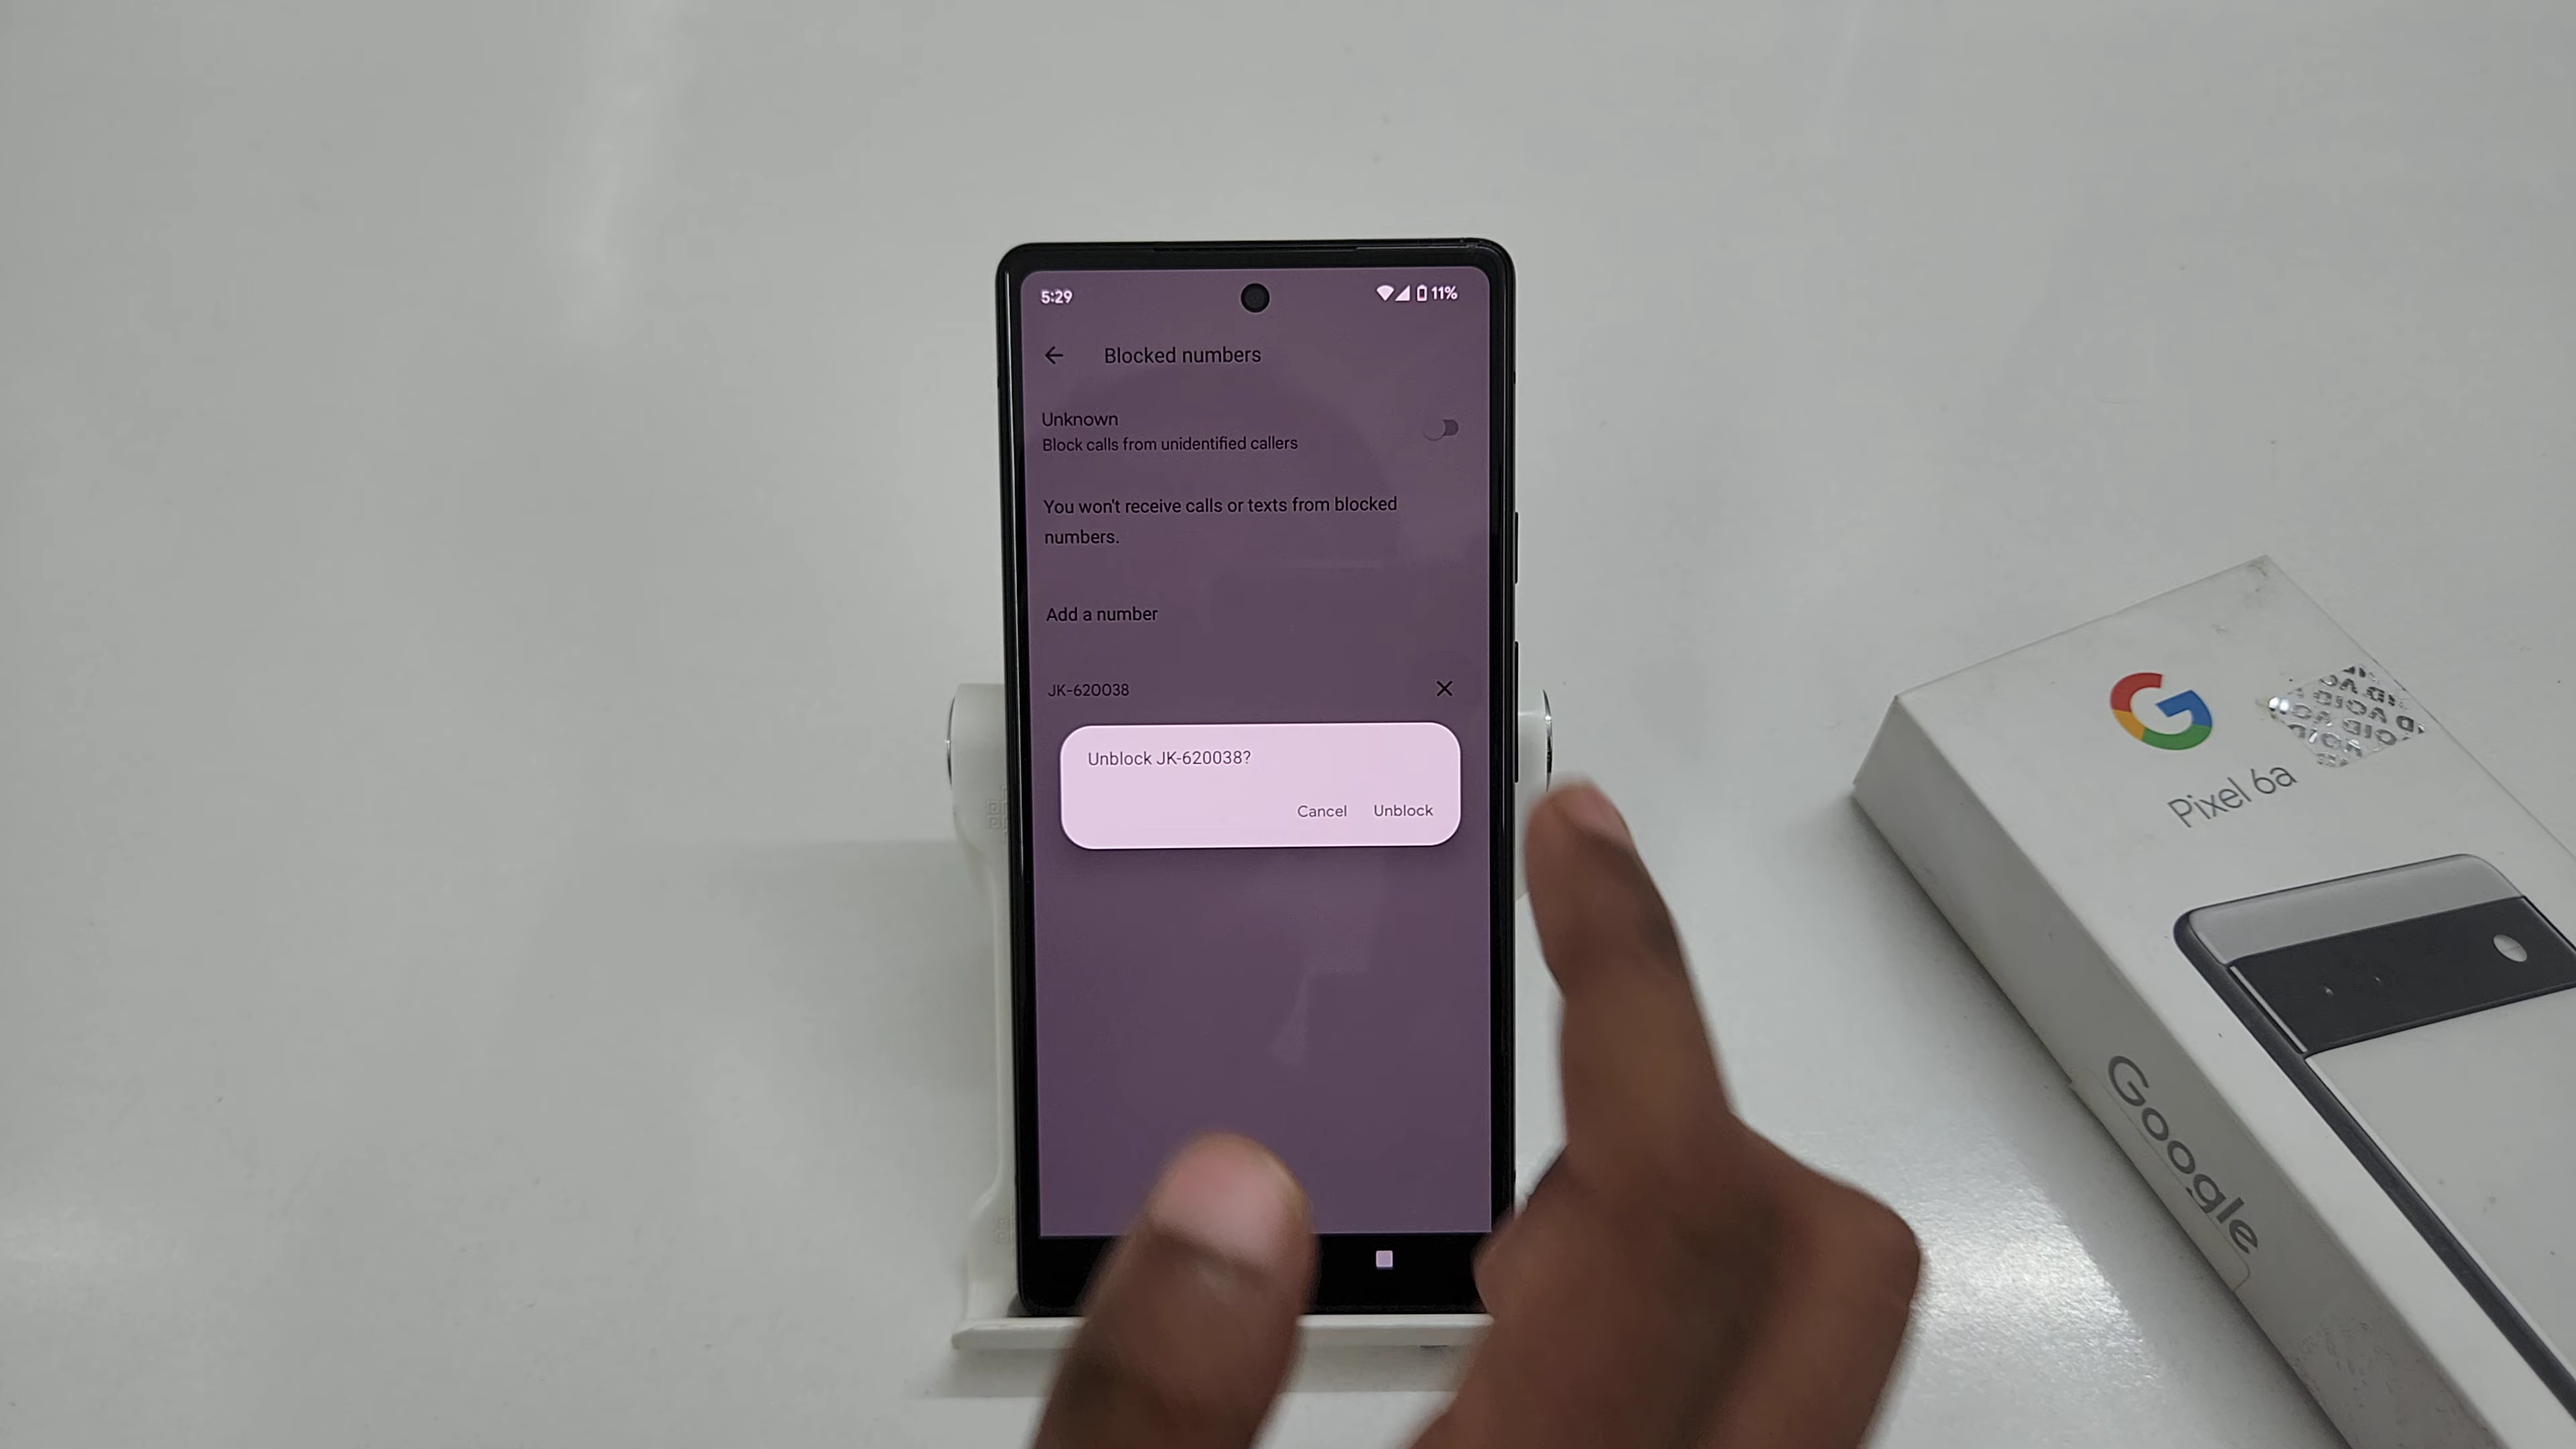 5:29
11%
Blocked numbers
Unknown
Block calls from unidentified callers
You won't receive calls or texts from blocked
numbers.
Add a number
JK-620038
Unblock JK-620038?
Cancel Unblock
G
Pixel 6a
Google